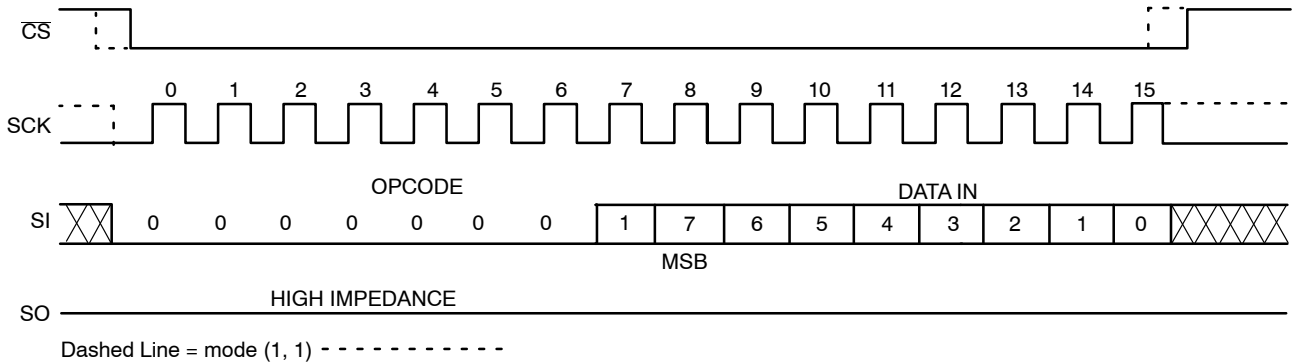 CS
0 1 2 3 4 5 6 7 8 9 10 11 12 13 14 15
SCK
OPCODE DATA IN
SI 0 0 0 0 0 0 0 1 7 6 5 4 3 2 1 0
MSB
HIGH IMPEDANCE
SO
Dashed Line = mode (1, 1)